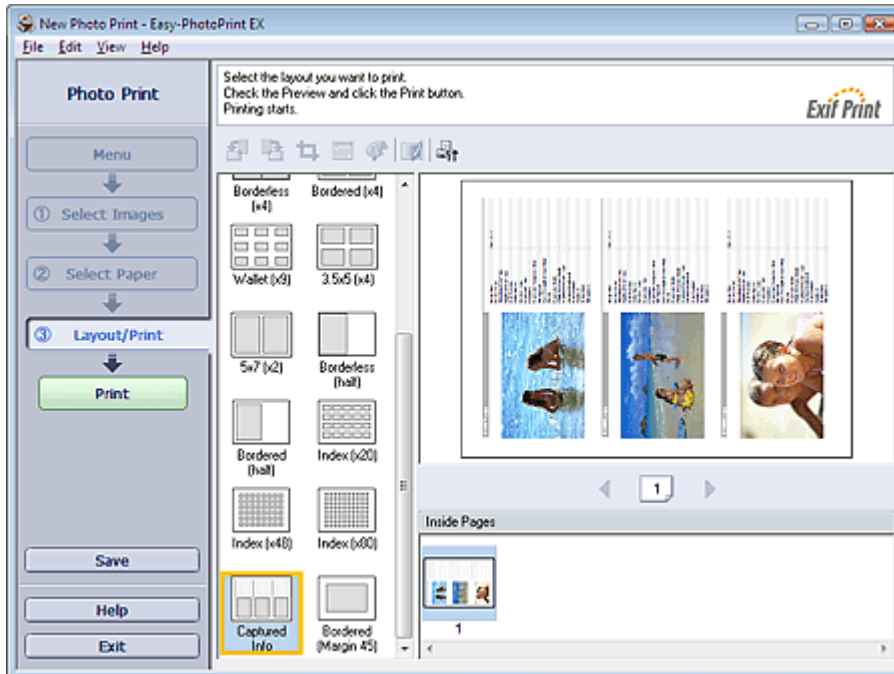 New Photo Print - Easy-PhotoPrint EX
File Edit View Help
Photo Print
Select the layout you want to print.
Check the Preview and click the Print button.
Printing starts.
Exif Print
Menu
① Select Images
② Select Paper
③ Layout/Print
Print
Save
Help
Exit
Borderless
(x4)
Bordered (x4)
Wallet (x9)
3.5x5 (x4)
5x7 (x2)
Borderless
(half)
Bordered
(half)
Index (x20)
Index (x48)
Index (x80)
Captured
Info
Bordered
(Margin 45)
1
Inside Pages
1